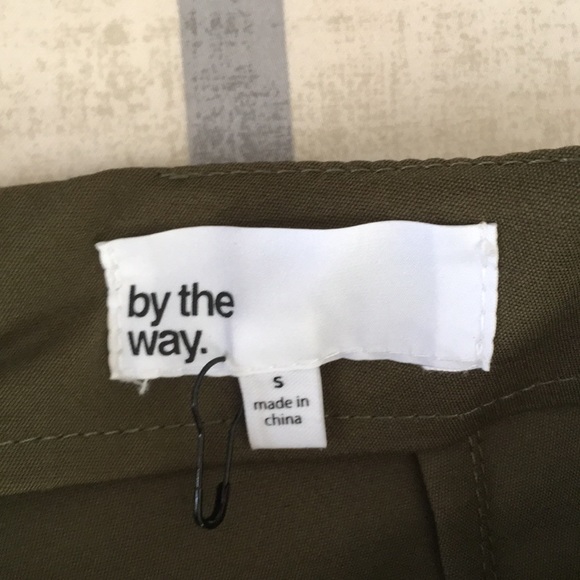 by the
way.
s
made in
china